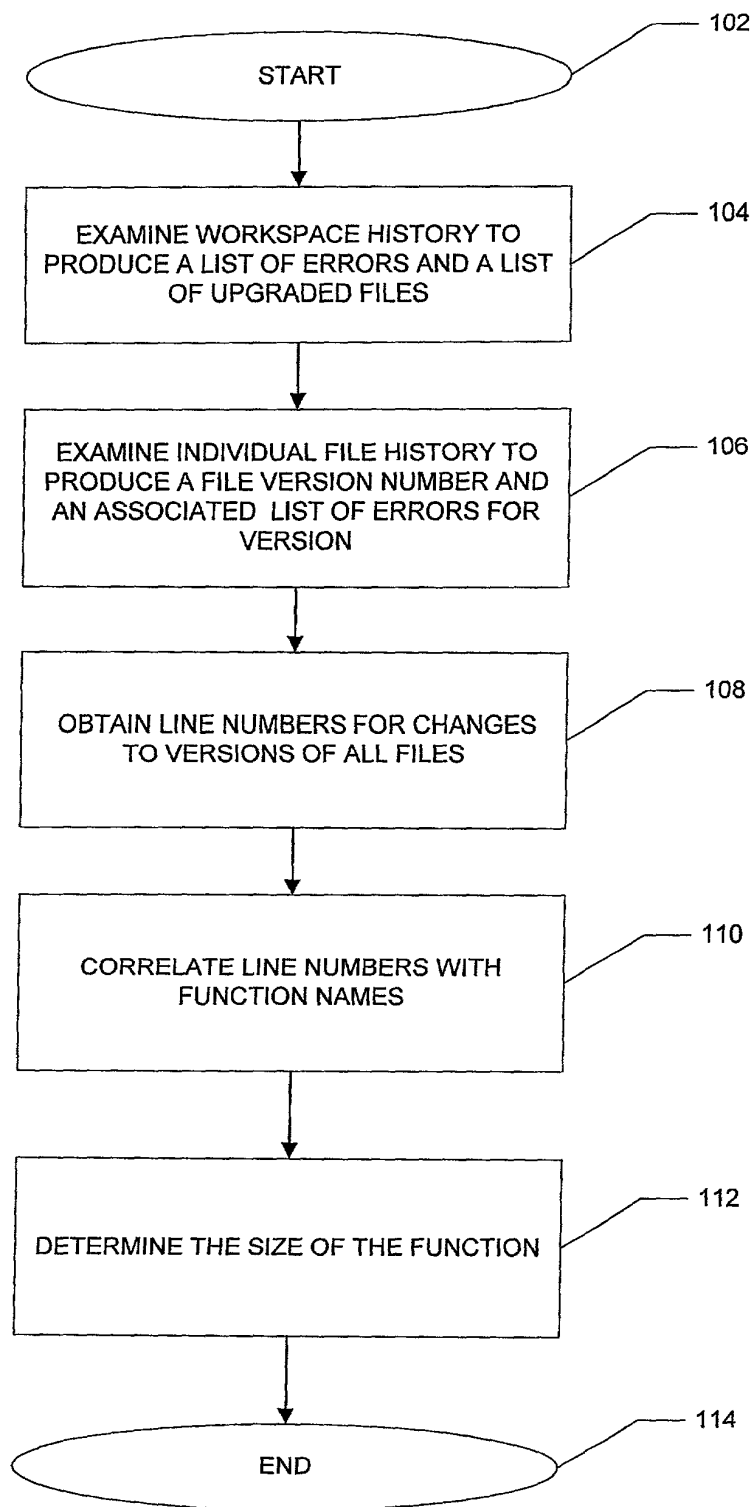 102
START
104
EXAMINE WORKSPACE HISTORY TO
PRODUCE A LIST OF ERRORS AND A LIST
OF UPGRADED FILES
106
EXAMINE INDIVIDUAL FILE HISTORY TO
PRODUCE A FILE VERSION NUMBER AND
AN ASSOCIATED LIST OF ERRORS FOR
VERSION
108
OBTAIN LINE NUMBERS FOR CHANGES
TO VERSIONS OF ALL FILES
110
CORRELATE LINE NUMBERS WITH
FUNCTION NAMES
112
DETERMINE THE SIZE OF THE FUNCTION
114
END